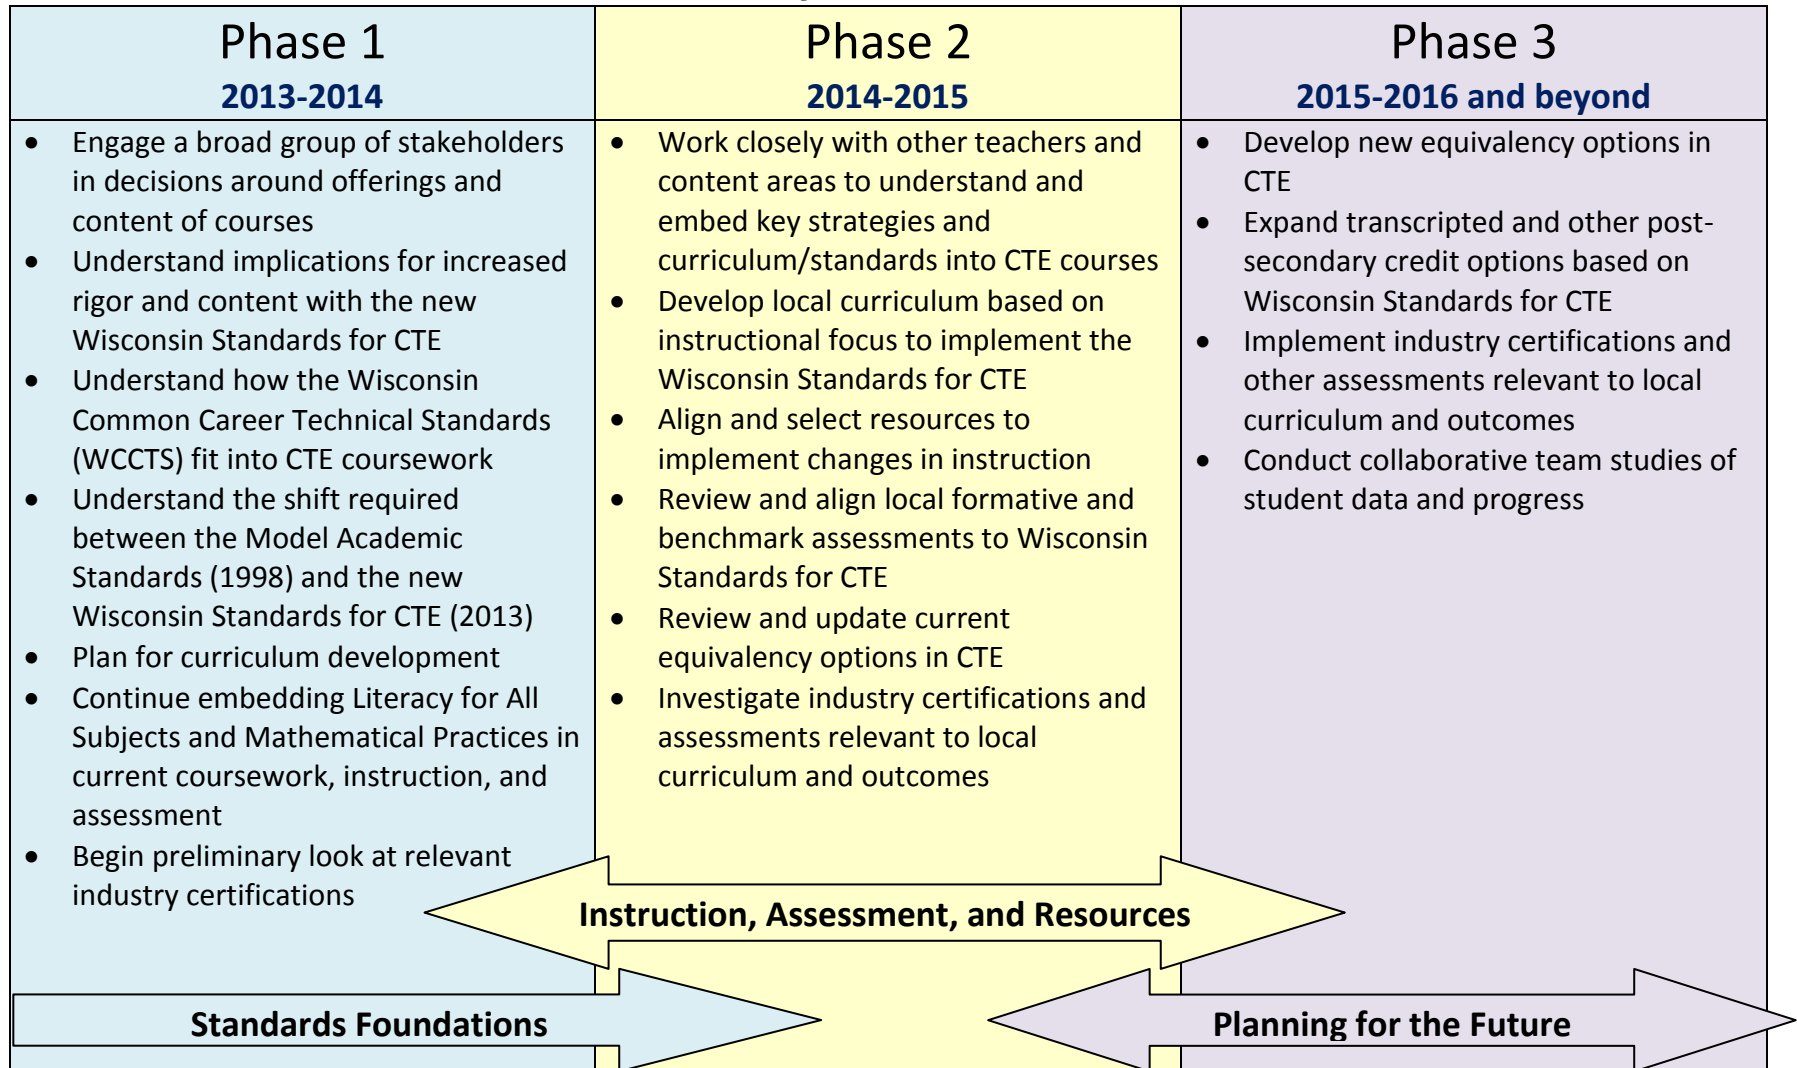 Phase 1
2013-2014
• Engage a broad group of stakeholders
in decisions around offerings and
content of courses
• Understand implications for increased
rigor and content with the new
Wisconsin Standards for CTE
• Understand how the Wisconsin
Common Career Technical Standards
(WCCTS) fit into CTE coursework
• Understand the shift required
between the Model Academic
Standards (1998) and the new
Wisconsin Standards for CTE (2013)
• Plan for curriculum development
• Continue embedding Literacy for All
Subjects and Mathematical Practices in
current coursework, instruction, and
assessment
• Begin preliminary look at relevant
industry certifications
Phase 2
2014-2015
• Work closely with other teachers and
content areas to understand and
embed key strategies and
curriculum/standards into CTE courses
• Develop local curriculum based on
instructional focus to implement the
Wisconsin Standards for CTE
• Align and select resources to
implement changes in instruction
• Review and align local formative and
benchmark assessments to Wisconsin
Standards for CTE
• Review and update current
equivalency options in CTE
• Investigate industry certifications and
assessments relevant to local
curriculum and outcomes
Phase 3
2015-2016 and beyond
• Develop new equivalency options in
CTE
• Expand transcripted and other post-
secondary credit options based on
Wisconsin Standards for CTE
• Implement industry certifications and
other assessments relevant to local
curriculum and outcomes
• Conduct collaborative team studies of
student data and progress
Instruction, Assessment, and Resources
Standards Foundations
Planning for the Future